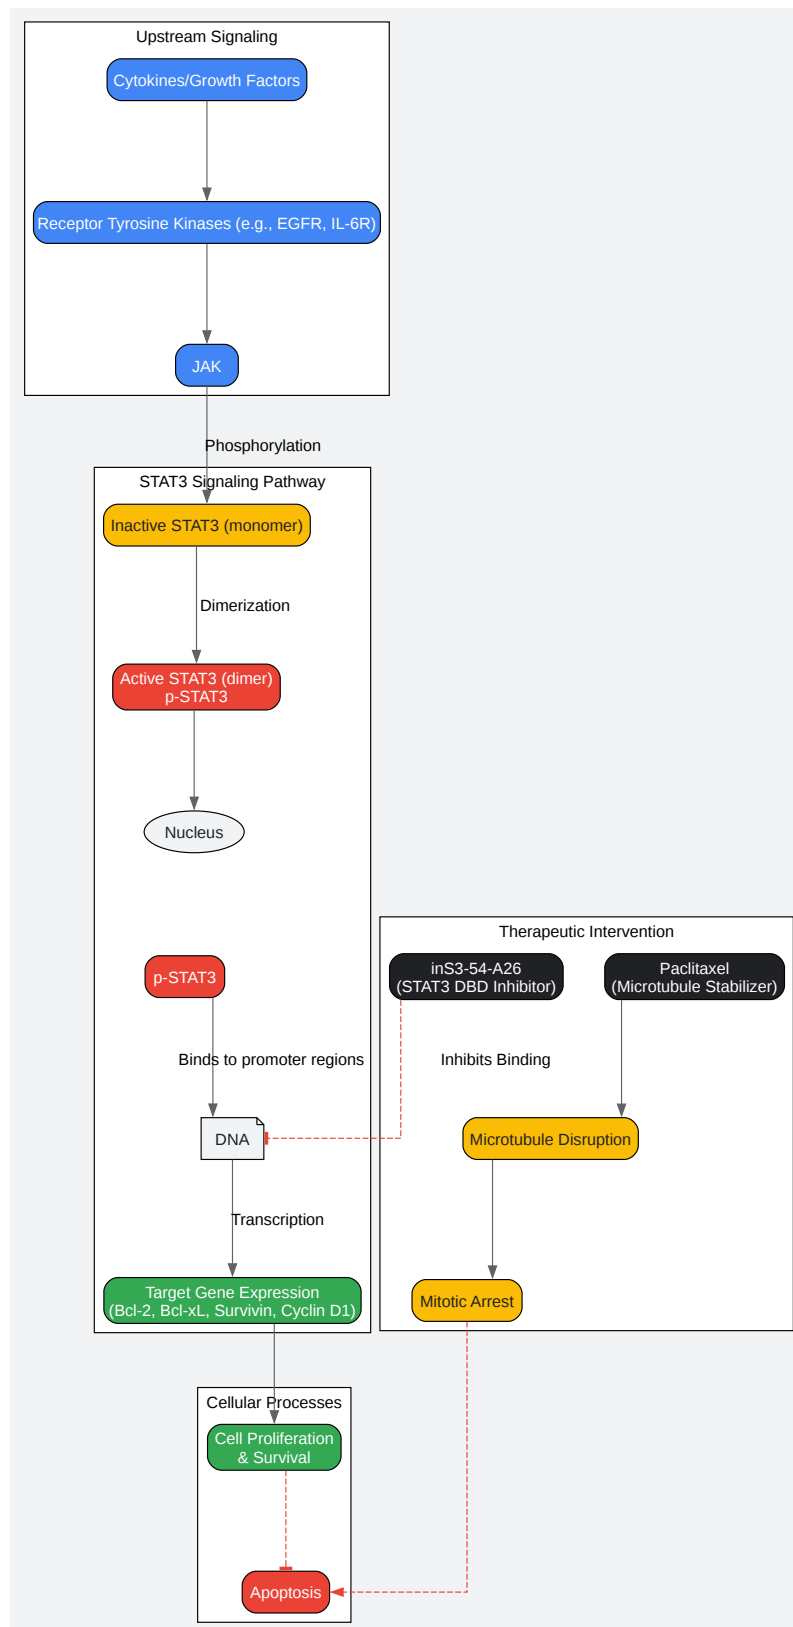 Upstream Signaling
Cytokines/Growth Factors
Receptor Tyrosine Kinases (e.g., EGFR, IL-6R)
JAK
Phosphorylation
STAT3 Signaling Pathway
Inactive STAT3 (monomer)
Dimerization
Active STAT3 (dimer)
p-STAT3
Nucleus
p-STAT3
Binds to promoter regions
DNA
Transcription
Target Gene Expression
(Bcl-2, Bcl-xL, Survivin, Cyclin D1)
Therapeutic Intervention
inS3-54-A26
(STAT3 DBD Inhibitor)
Paclitaxel
(Microtubule Stabilizer)
Inhibits Binding
Microtubule Disruption
Mitotic Arrest
Cellular Processes
Cell Proliferation
& Survival
Apoptosis